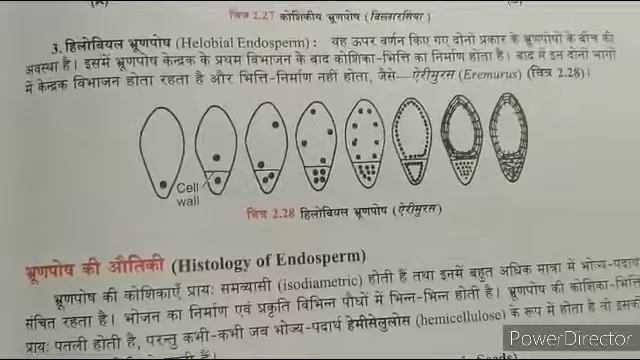 चित्र 2.27 कोशिकीय भ्रूणपोष (विल्लारसिया)
3. हिलोबियल भ्रूणपोष (Helobial Endosperm) : यह ऊपर वर्णन किए गए दोनों प्रकार के भ्रूणपोषों के बीच की
अवस्था है। इसमें भ्रूणपोष केन्द्रक के प्रथम विभाजन के बाद कोशिका-भित्ति का निर्माण होता है। बाद में इन दोनों भागों
में केन्द्रक विभाजन होता रहता है और भित्ति-निर्माण नहीं होता, जैसे—ऐरीमुरस (Eremurus) (चित्र 2.28)।
Cell
wall
चित्र 2.28 हिलोबियल भ्रूणपोष (ऐरीमुरस)
भ्रूणपोष की औतिकी (Histology of Endosperm)
भ्रूणपोष की कोशिकाएँ प्रायः समव्यासी (isodiametric) होती हैं तथा इनमें बहुत अधिक मात्रा में भोज्य-पदार्थ
संचित रहता है। भोजन का निर्माण एवं प्रकृति विभिन्न पौधों में भिन्न-भिन्न होती है। भ्रूणपोष की कोशिका-भित्ति
प्रायः पतली होती है, परन्तु कभी-कभी जब भोज्य-पदार्थ हेमीसेलुलोस (hemicellulose) के रूप में होता है तो इसकी
PowerDirector